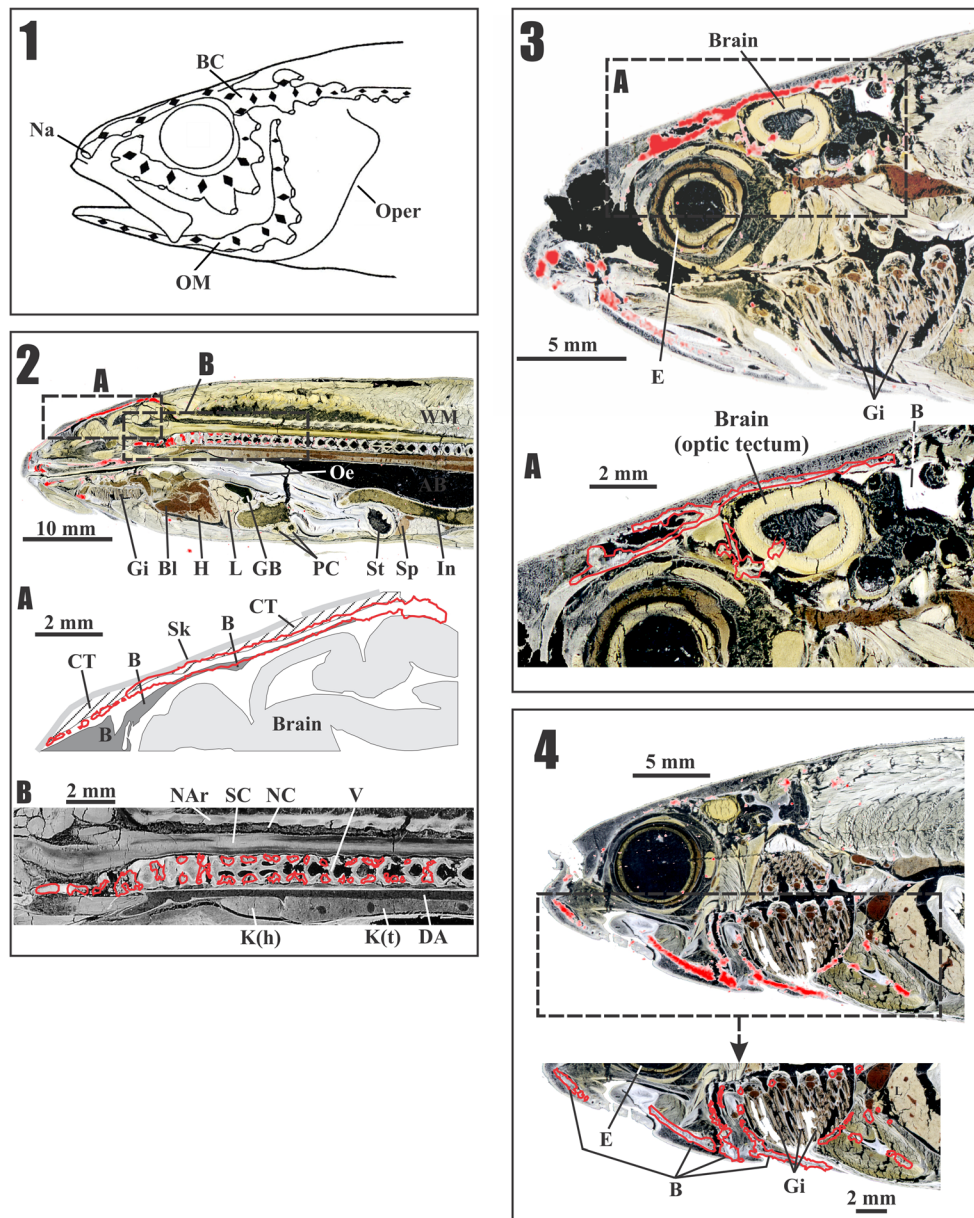 1
BC
Na
Oper
OM
2
A
B
WM
Oe
AB
10 mm
Gi Bl H L GB PC St Sp In
A
2 mm
CT
Sk
B
CT
B
B
Brain
B
2 mm
NAr SC NC V
K(h) K(t) DA
3
Brain
A
5 mm
E
Gi
B
Brain
(optic tectum)
A
2 mm
4
5 mm
L
E
B
Gi
2 mm